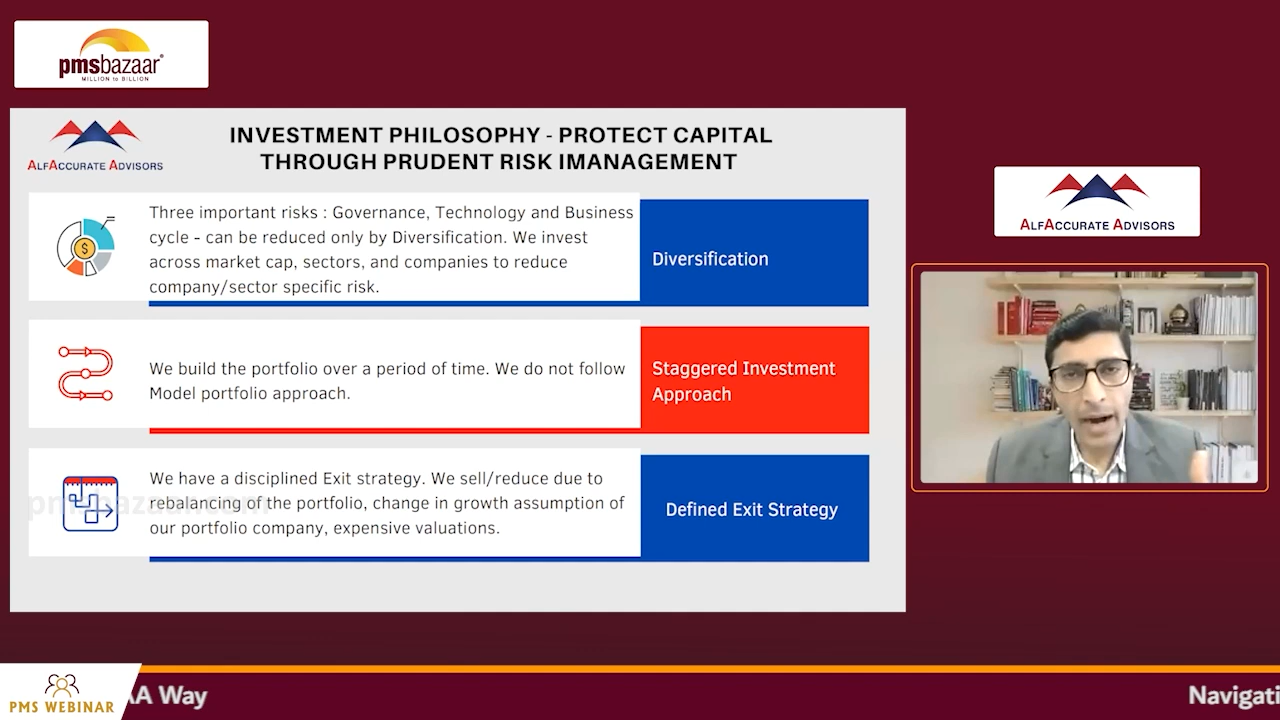 pmsbazaar
MILLION to BILLION
ALFACCURATE ADVISORS
INVESTMENT PHILOSOPHY - PROTECT CAPITAL
THROUGH PRUDENT RISK IMANAGEMENT
Three important risks : Governance, Technology and Business
cycle - can be reduced only by Diversification. We invest
across market cap, sectors, and companies to reduce
company/sector specific risk.
Diversification
We build the portfolio over a period of time. We do not follow
Model portfolio approach.
Staggered Investment
Approach
We have a disciplined Exit strategy. We sell/reduce due to
rebalancing of the portfolio, change in growth assumption of
our portfolio company, expensive valuations.
Defined Exit Strategy
pmsbazaar.com
ALFACCURATE ADVISORS
PMS WEBINAR
AA Way
Navigati